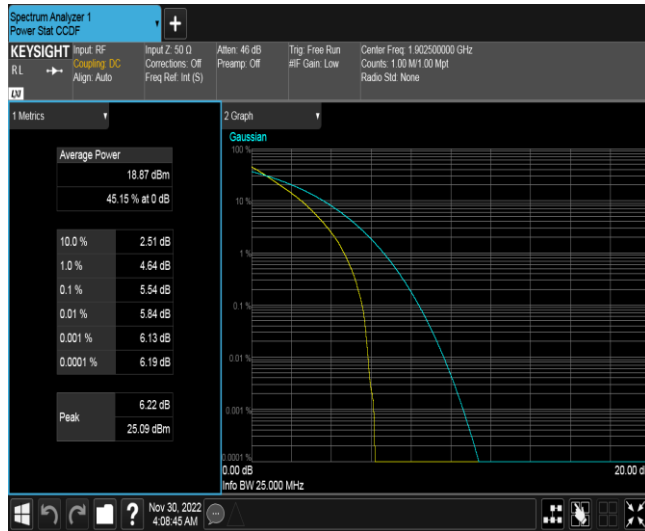 Spectrum Analyzer 1
Power Stat CCDF
+
KEYSIGHT
RL
LXI
Input: RF
Coupling: DC
Align: Auto
Input Z: 50 Ω
Corrections: Off
Freq Ref: Int (S)
Atten: 46 dB
Preamp: Off
Trig: Free Run
#IF Gain: Low
Center Freq: 1.902500000 GHz
Counts: 1.00 M/1.00 Mpt
Radio Std: None
1 Metrics
Average Power
18.87 dBm
45.15 % at 0 dB
10.0 % 2.51 dB
1.0 % 4.64 dB
0.1 % 5.54 dB
0.01 % 5.84 dB
0.001 % 6.13 dB
0.0001 % 6.19 dB
Peak
6.22 dB
25.09 dBm
2 Graph
Gaussian
100 %
10 %
1 %
0.1 %
0.01 %
0.001 %
0.0001 %
0.00 dB
20.00 d
Info BW 25.000 MHz
?
Nov 30, 2022
4:08:45 AM